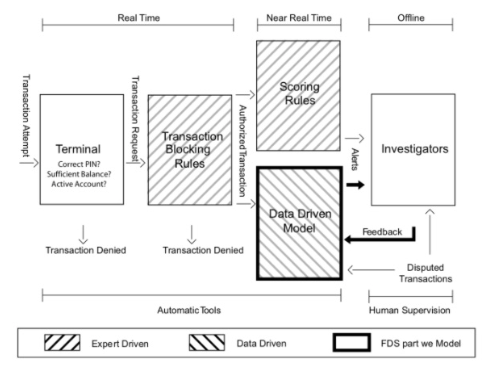 Real Time
Near Real Time
Offline
Transaction Attempt
Terminal
Correct PIN?
Sufficient Balance?
Active Account?
Transaction Request
Transaction
Blocking
Rules
Authorized Transaction
Scoring
Rules
Data Driven
Model
Alerts
Investigators
Feedback
Transaction Denied
Transaction Denied
Disputed
Transactions
Automatic Tools
Human Supervision
Expert Driven
Data Driven
FDS part we Model